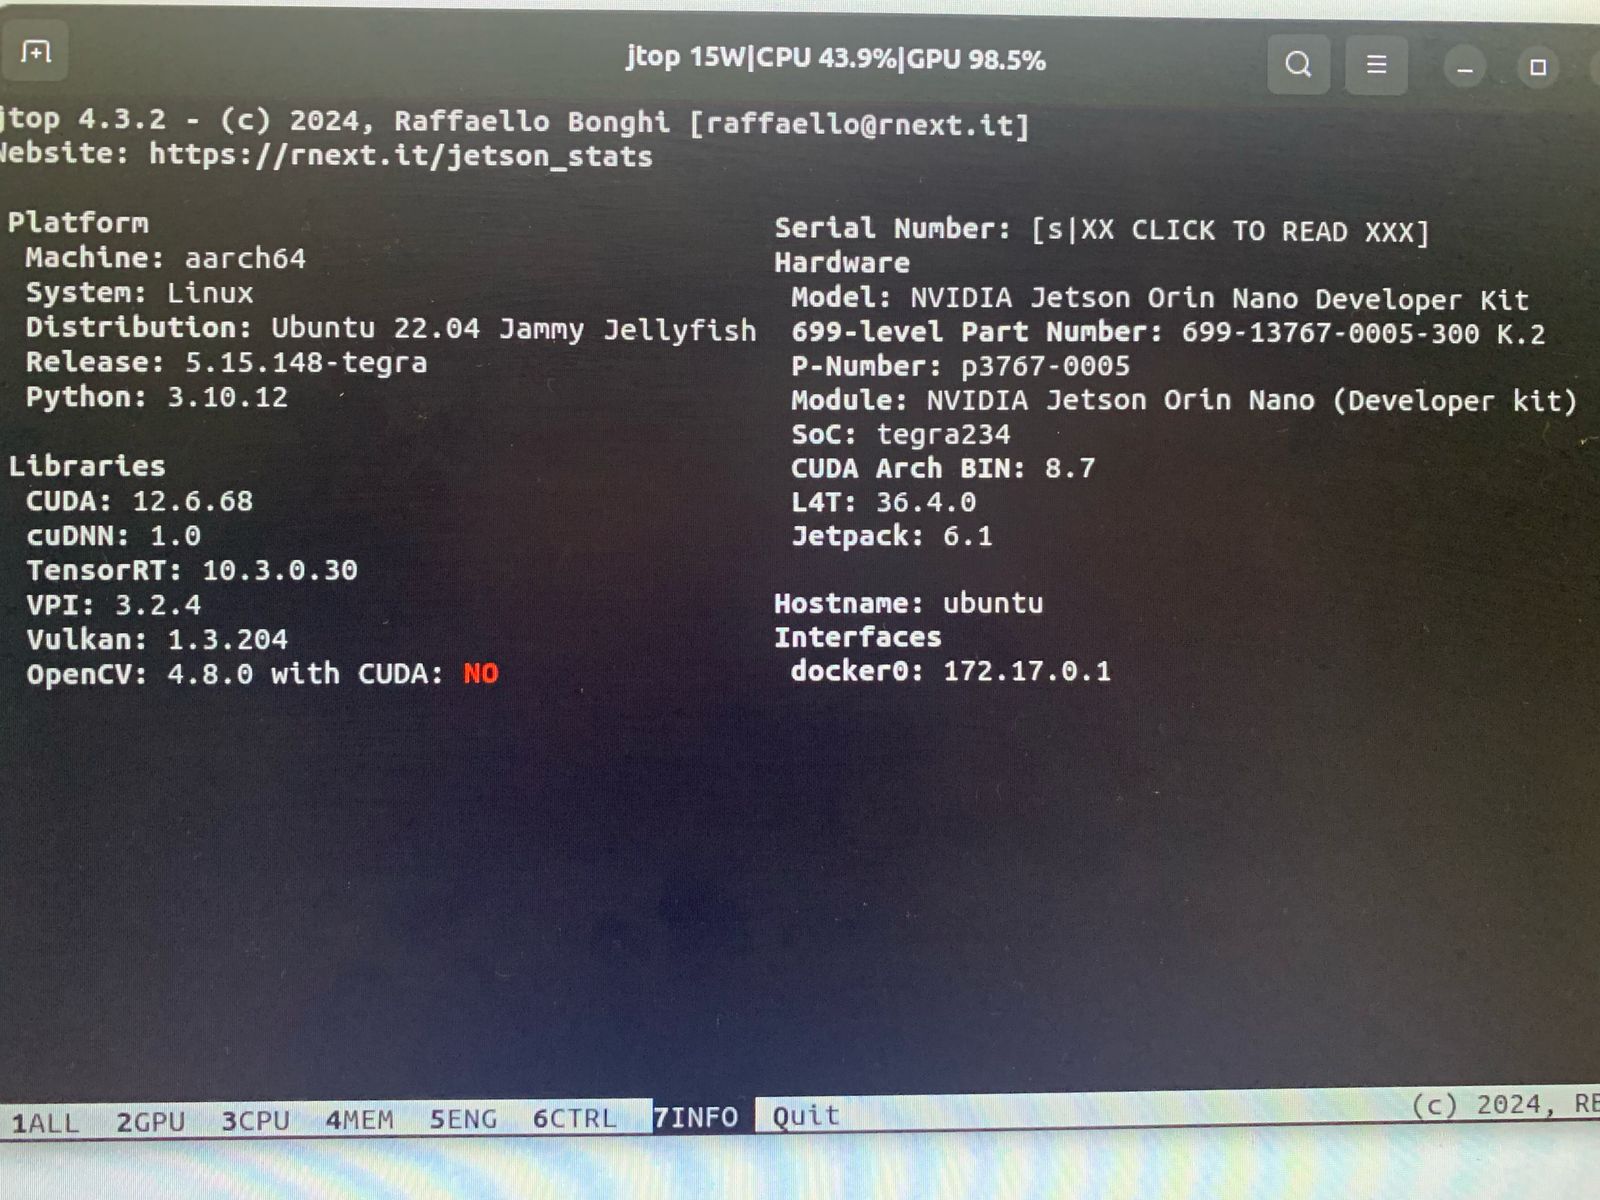 jtop 15W|CPU 43.9%|GPU 98.5%
jtop 4.3.2 - (c) 2024, Raffaello Bonghi [raffaello@rnext.it]
Website: https://rnext.it/jetson_stats
Platform
Machine: aarch64
System: Linux
Distribution: Ubuntu 22.04 Jammy Jellyfish
Release: 5.15.148-tegra
Python: 3.10.12
Libraries
CUDA: 12.6.68
cuDNN: 1.0
TensorRT: 10.3.0.30
VPI: 3.2.4
Vulkan: 1.3.204
OpenCV: 4.8.0 with CUDA: NO
Serial Number: [s|XX CLICK TO READ XXX]
Hardware
Model: NVIDIA Jetson Orin Nano Developer Kit
699-level Part Number: 699-13767-0005-300 K.2
P-Number: p3767-0005
Module: NVIDIA Jetson Orin Nano (Developer kit)
SoC: tegra234
CUDA Arch BIN: 8.7
L4T: 36.4.0
Jetpack: 6.1
Hostname: ubuntu
Interfaces
docker0: 172.17.0.1
1ALL 2GPU 3CPU 4MEM 5ENG 6CTRL 7INFO Quit (c) 2024, RB